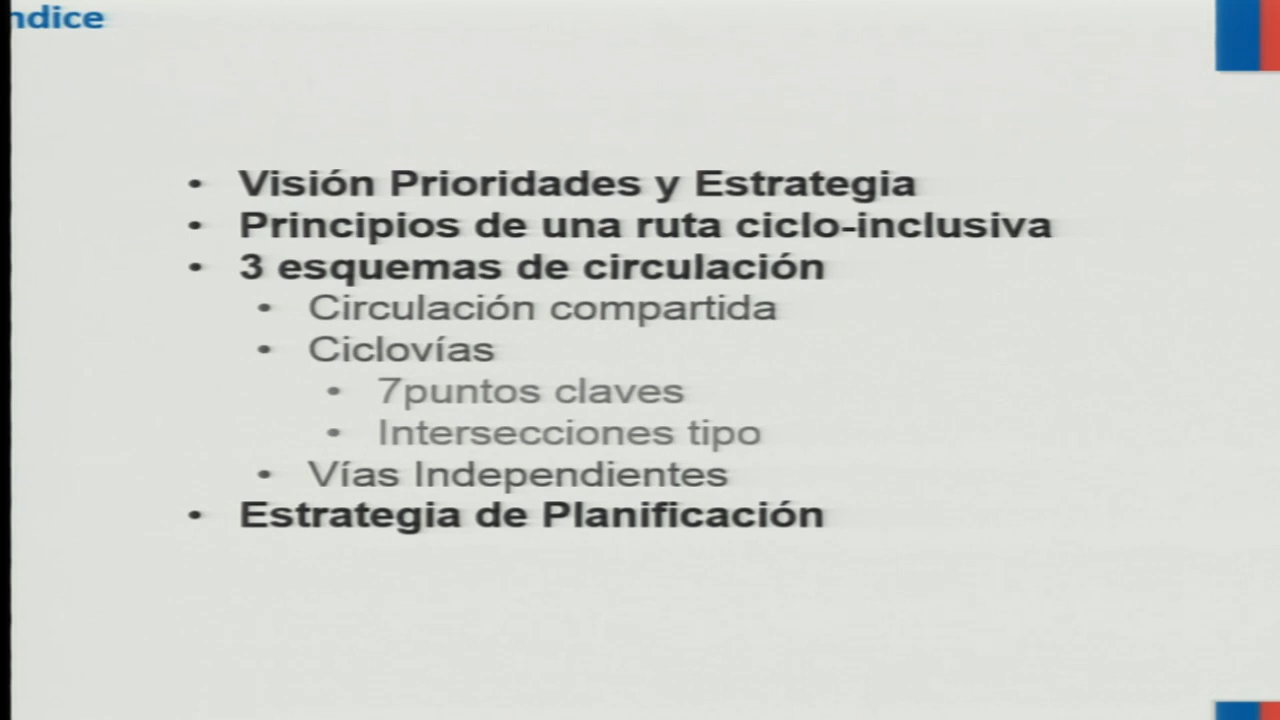 ndice
• Visión Prioridades y Estrategia
• Principios de una ruta ciclo-inclusiva
• 3 esquemas de circulación
• Circulación compartida
• Ciclovías
• 7puntos claves
• Intersecciones tipo
• Vías Independientes
• Estrategia de Planificación